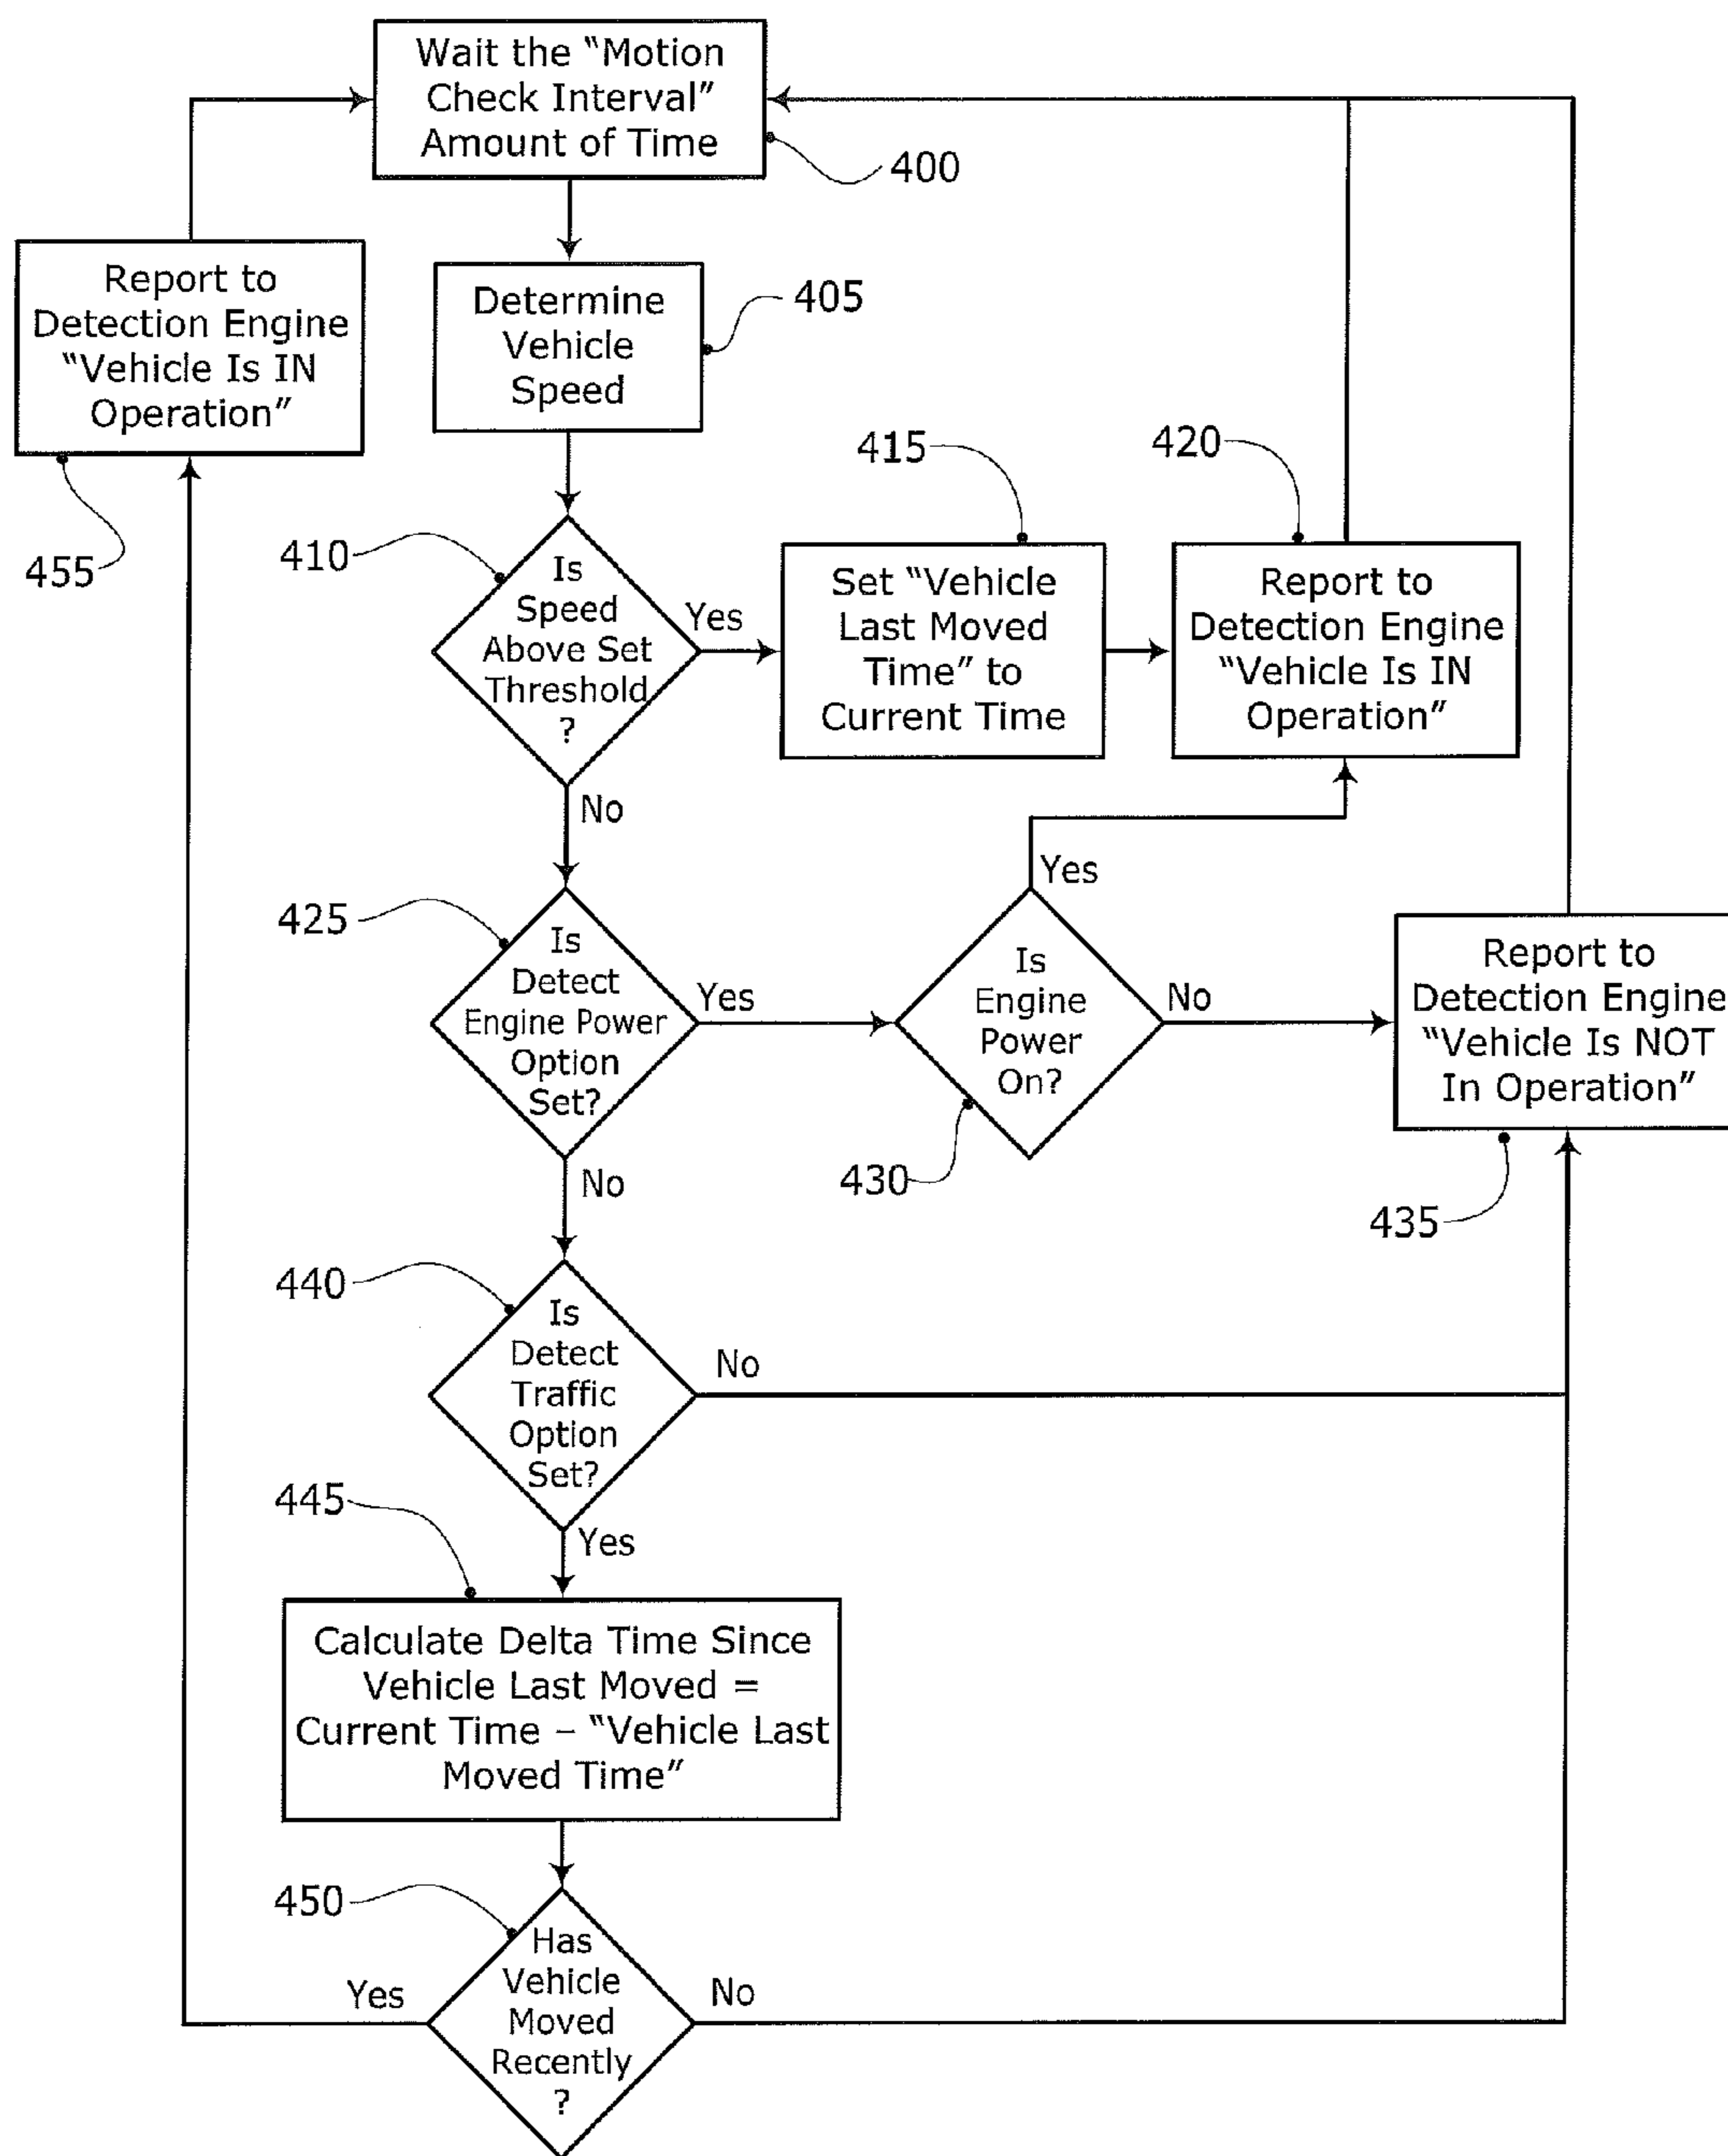 Wait the “Motion
Check Interval”
Amount of Time
400
Report to
Detection Engine
“Vehicle Is IN
Operation”
455
Determine
Vehicle
Speed
405
410
Is
Speed
Above Set
Threshold
?
Yes
No
415
Set “Vehicle
Last Moved
Time” to
Current Time
420
Report to
Detection Engine
“Vehicle Is IN
Operation”
425
Is
Detect
Engine Power
Option
Set?
Yes
No
Is
Engine
Power
On?
Yes
No
430
Report to
Detection Engine
“Vehicle Is NOT
In Operation”
435
440
Is
Detect
Traffic
Option
Set?
No
Yes
445
Calculate Delta Time Since
Vehicle Last Moved =
Current Time – “Vehicle Last
Moved Time”
450
Has
Vehicle
Moved
Recently
?
Yes
No